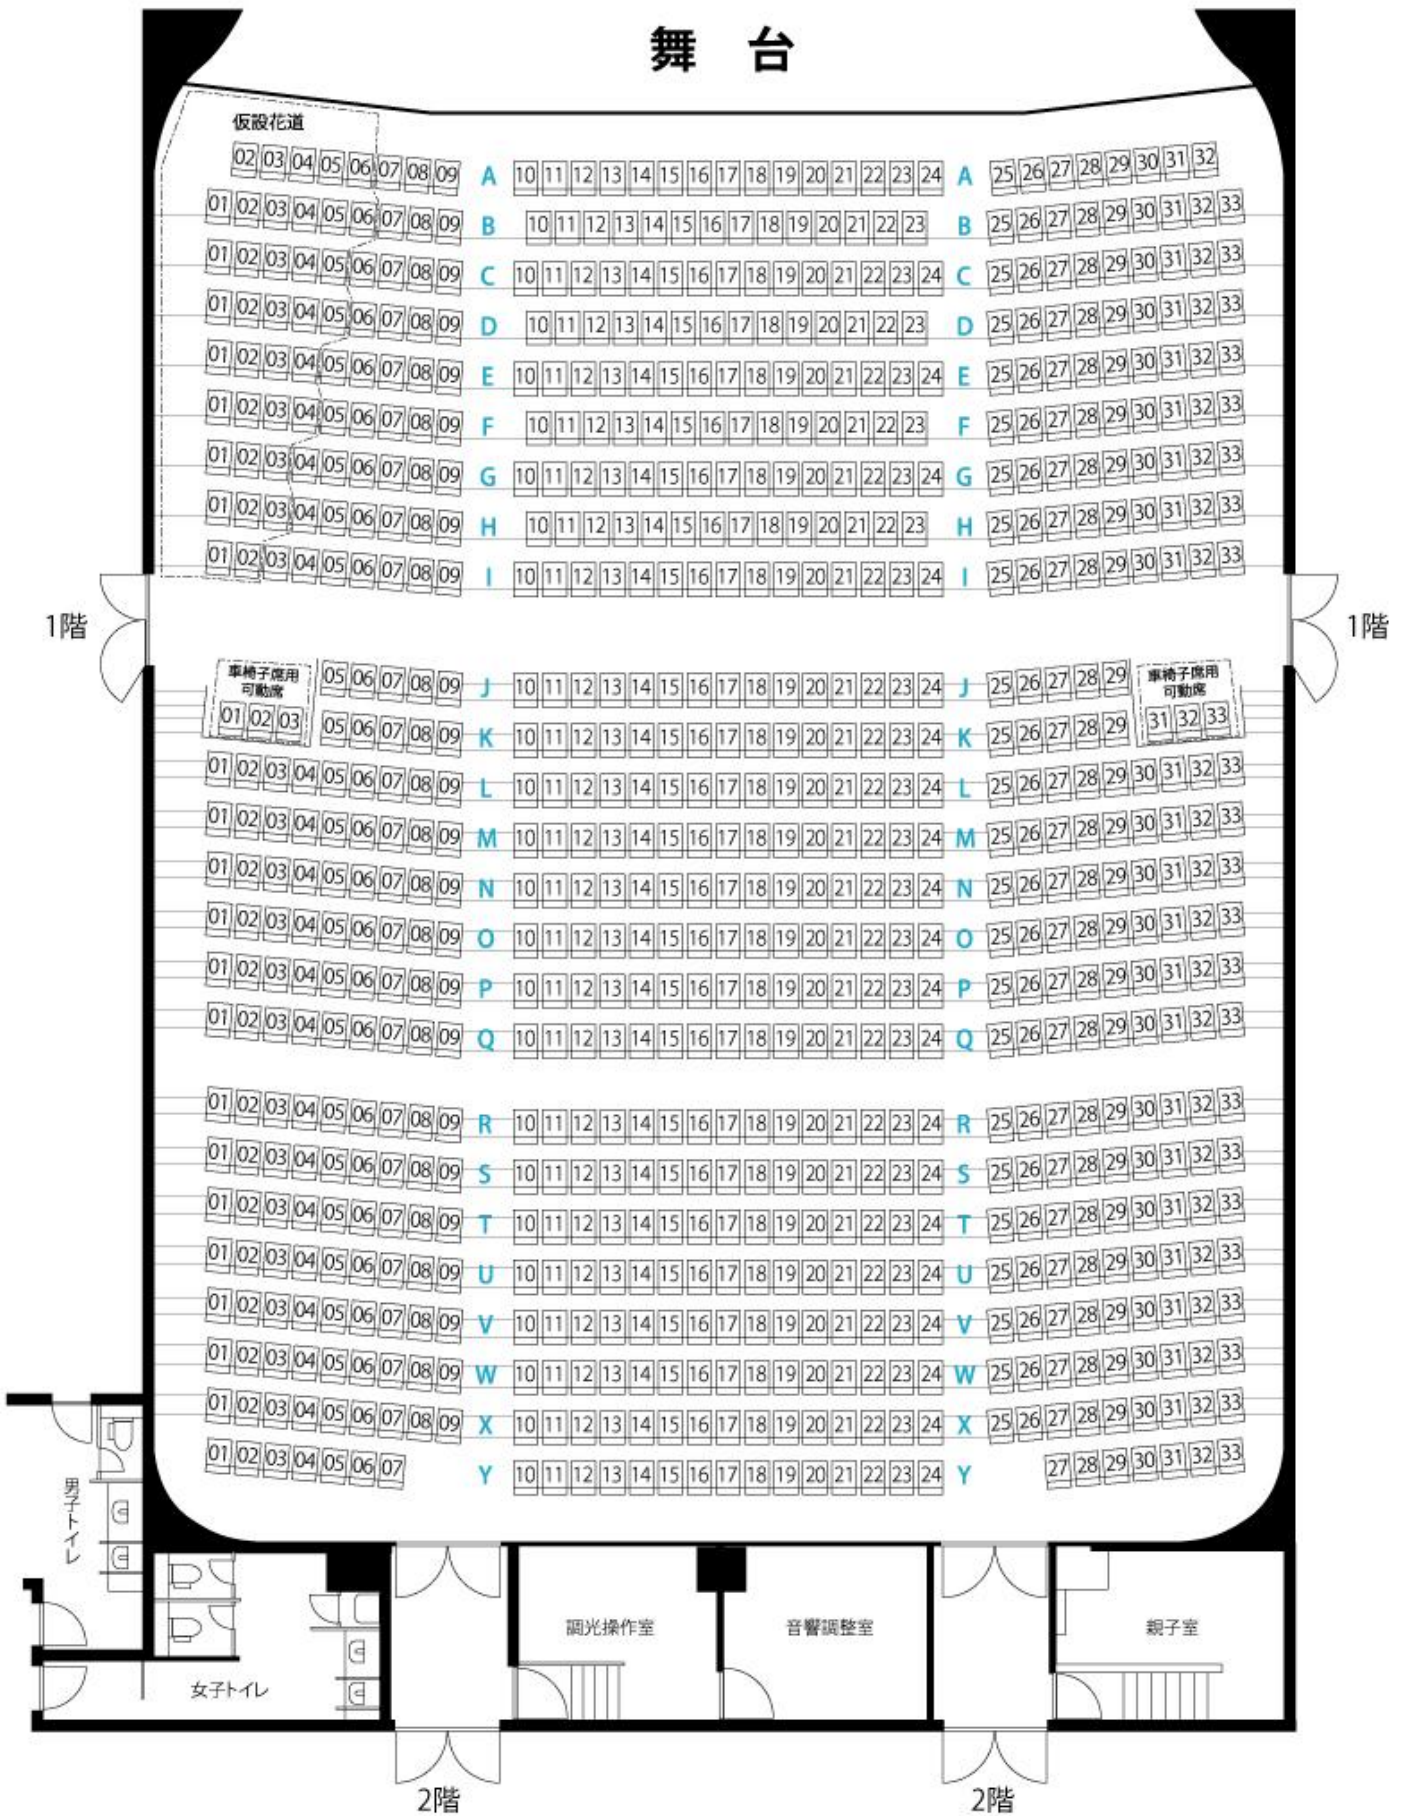 舞 台
仮設花道
02 03 04 05 06 07 08 09 A 10 11 12 13 14 15 16 17 18 19 20 21 22 23 24 A 25 26 27 28 29 30 31 32
01 02 03 04 05 06 07 08 09 B 10 11 12 13 14 15 16 17 18 19 20 21 22 23 B 25 26 27 28 29 30 31 32 33
01 02 03 04 05 06 07 08 09 C 10 11 12 13 14 15 16 17 18 19 20 21 22 23 24 C 25 26 27 28 29 30 31 32 33
01 02 03 04 05 06 07 08 09 D 10 11 12 13 14 15 16 17 18 19 20 21 22 23 D 25 26 27 28 29 30 31 32 33
01 02 03 04 05 06 07 08 09 E 10 11 12 13 14 15 16 17 18 19 20 21 22 23 24 E 25 26 27 28 29 30 31 32 33
01 02 03 04 05 06 07 08 09 F 10 11 12 13 14 15 16 17 18 19 20 21 22 23 F 25 26 27 28 29 30 31 32 33
01 02 03 04 05 06 07 08 09 G 10 11 12 13 14 15 16 17 18 19 20 21 22 23 24 G 25 26 27 28 29 30 31 32 33
01 02 03 04 05 06 07 08 09 H 10 11 12 13 14 15 16 17 18 19 20 21 22 23 H 25 26 27 28 29 30 31 32 33
01 02 03 04 05 06 07 08 09 I 10 11 12 13 14 15 16 17 18 19 20 21 22 23 24 I 25 26 27 28 29 30 31 32 33
1階 1階
車椅子席用 車椅子席用
可動席 可動席
05 06 07 08 09 J 10 11 12 13 14 15 16 17 18 19 20 21 22 23 24 J 25 26 27 28 29
01 02 03 05 06 07 08 09 K 10 11 12 13 14 15 16 17 18 19 20 21 22 23 24 K 25 26 27 28 29 31 32 33
01 02 03 04 05 06 07 08 09 L 10 11 12 13 14 15 16 17 18 19 20 21 22 23 24 L 25 26 27 28 29 30 31 32 33
01 02 03 04 05 06 07 08 09 M 10 11 12 13 14 15 16 17 18 19 20 21 22 23 24 M 25 26 27 28 29 30 31 32 33
01 02 03 04 05 06 07 08 09 N 10 11 12 13 14 15 16 17 18 19 20 21 22 23 24 N 25 26 27 28 29 30 31 32 33
01 02 03 04 05 06 07 08 09 O 10 11 12 13 14 15 16 17 18 19 20 21 22 23 24 O 25 26 27 28 29 30 31 32 33
01 02 03 04 05 06 07 08 09 P 10 11 12 13 14 15 16 17 18 19 20 21 22 23 24 P 25 26 27 28 29 30 31 32 33
01 02 03 04 05 06 07 08 09 Q 10 11 12 13 14 15 16 17 18 19 20 21 22 23 24 Q 25 26 27 28 29 30 31 32 33
01 02 03 04 05 06 07 08 09 R 10 11 12 13 14 15 16 17 18 19 20 21 22 23 24 R 25 26 27 28 29 30 31 32 33
01 02 03 04 05 06 07 08 09 S 10 11 12 13 14 15 16 17 18 19 20 21 22 23 24 S 25 26 27 28 29 30 31 32 33
01 02 03 04 05 06 07 08 09 T 10 11 12 13 14 15 16 17 18 19 20 21 22 23 24 T 25 26 27 28 29 30 31 32 33
01 02 03 04 05 06 07 08 09 U 10 11 12 13 14 15 16 17 18 19 20 21 22 23 24 U 25 26 27 28 29 30 31 32 33
01 02 03 04 05 06 07 08 09 V 10 11 12 13 14 15 16 17 18 19 20 21 22 23 24 V 25 26 27 28 29 30 31 32 33
01 02 03 04 05 06 07 08 09 W 10 11 12 13 14 15 16 17 18 19 20 21 22 23 24 W 25 26 27 28 29 30 31 32 33
01 02 03 04 05 06 07 08 09 X 10 11 12 13 14 15 16 17 18 19 20 21 22 23 24 X 25 26 27 28 29 30 31 32 33
01 02 03 04 05 06 07 Y 10 11 12 13 14 15 16 17 18 19 20 21 22 23 24 Y 27 28 29 30 31 32 33
男子トイレ
調光操作室 音響調整室 親子室
女子トイレ
2階 2階